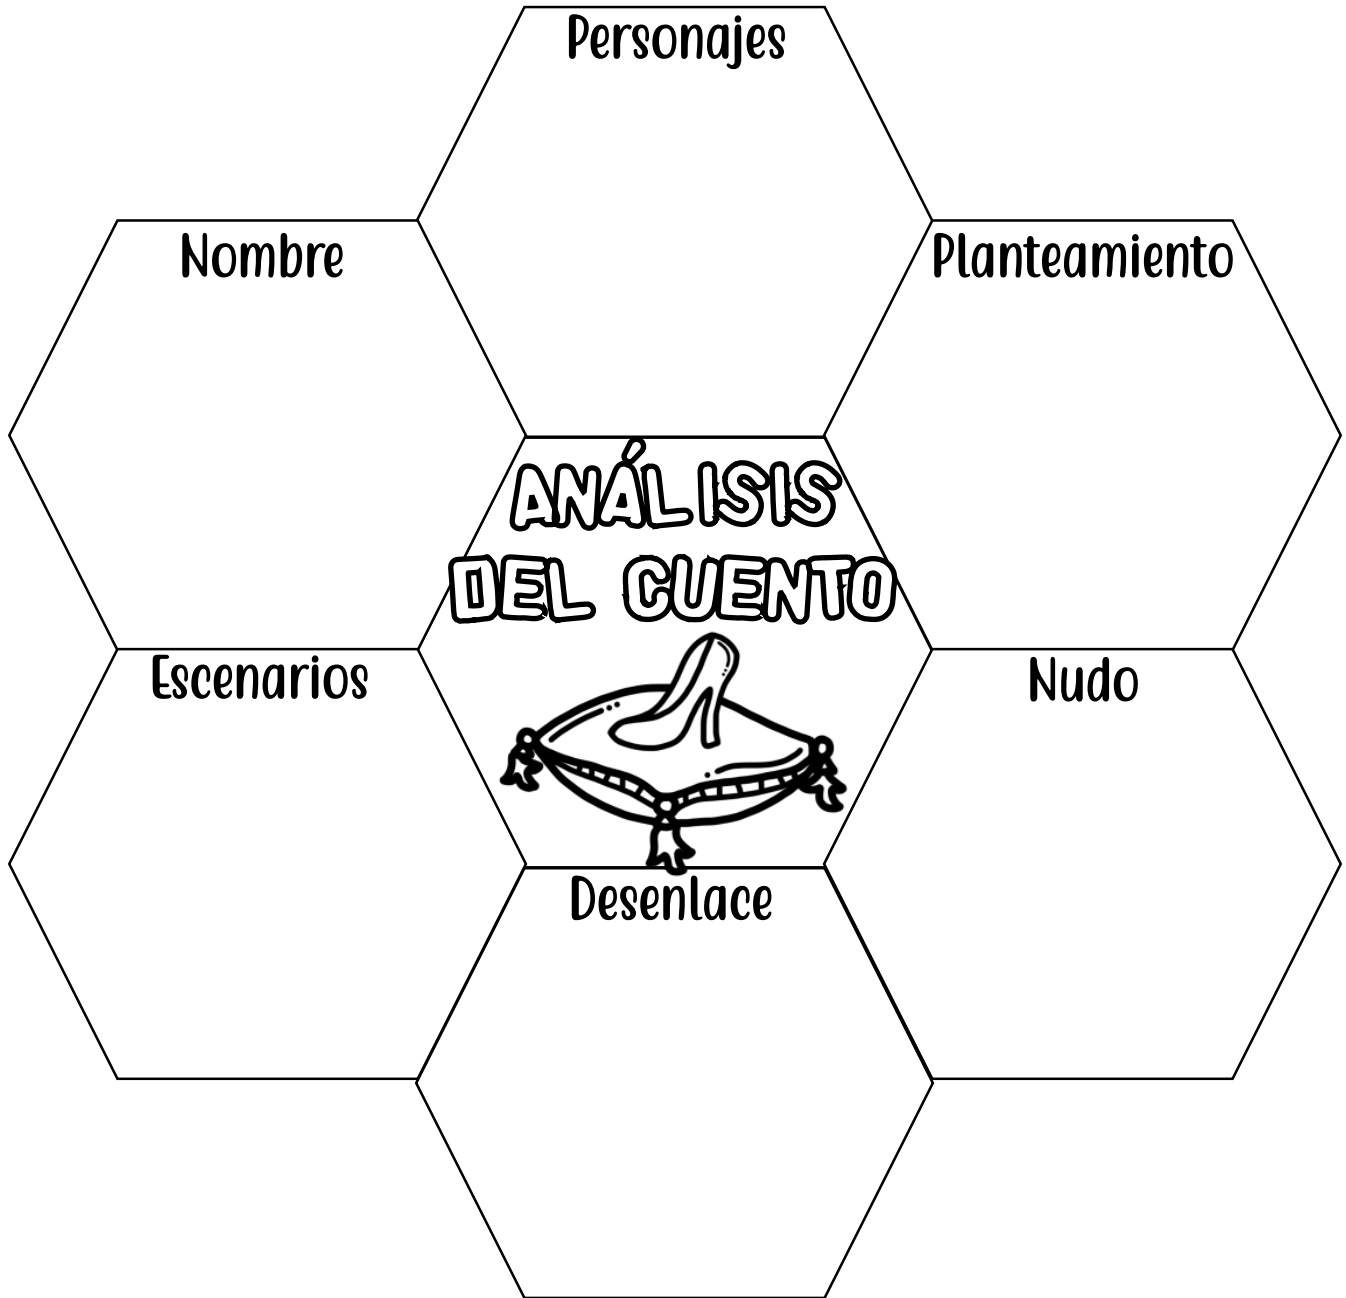 Personajes
Nombre
Planteamiento
ANÁLISIS
DEL CUENTO
Escenarios
Nudo
Desenlace